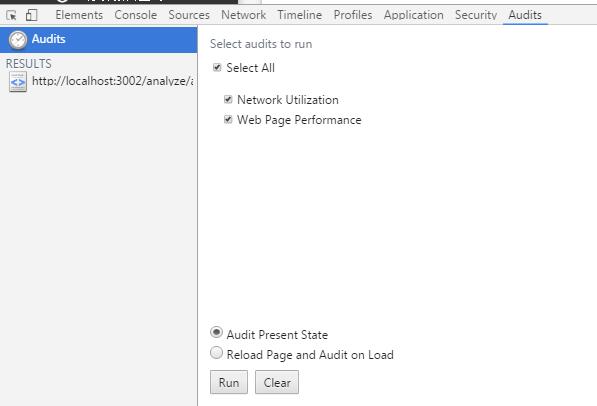 Elements Console Sources Network Timeline Profiles Application Security Audits
Audits
RESULTS
http://localhost:3002/analyze/
Select audits to run
Select All
Network Utilization
Web Page Performance
Audit Present State
Reload Page and Audit on Load
Run Clear